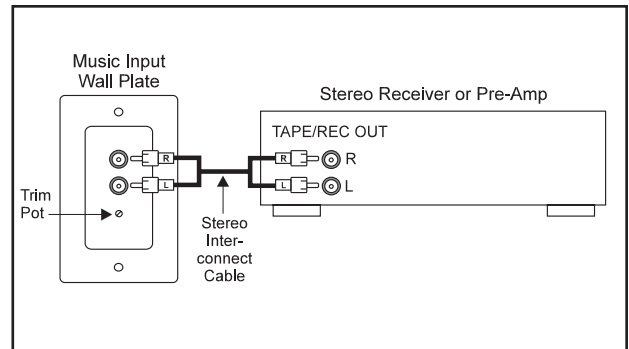 Music Input
Wall Plate
Stereo Receiver or Pre-Amp
TAPE/REC OUT
R
R
R
L
L
L
Trim
Pot
Stereo
Inter-
connect
Cable